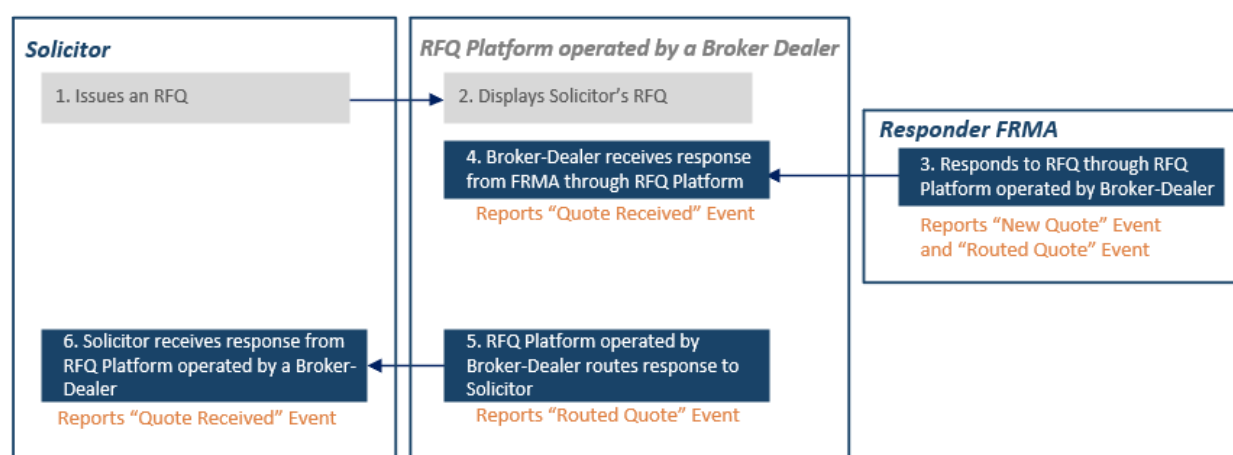 Solicitor
1. Issues an RFQ
RFQ Platform operated by a Broker Dealer
2. Displays Solicitor's RFQ
Responder FRMA
3. Responds to RFQ through RFQ
Platform operated by Broker-Dealer
Reports "New Quote" Event
and "Routed Quote" Event
4. Broker-Dealer receives response
from FRMA through RFQ Platform
Reports "Quote Received" Event
5. RFQ Platform operated by
Broker-Dealer routes response to
Solicitor
Reports "Routed Quote" Event
6. Solicitor receives response from
RFQ Platform operated by a Broker-
Dealer
Reports "Quote Received" Event